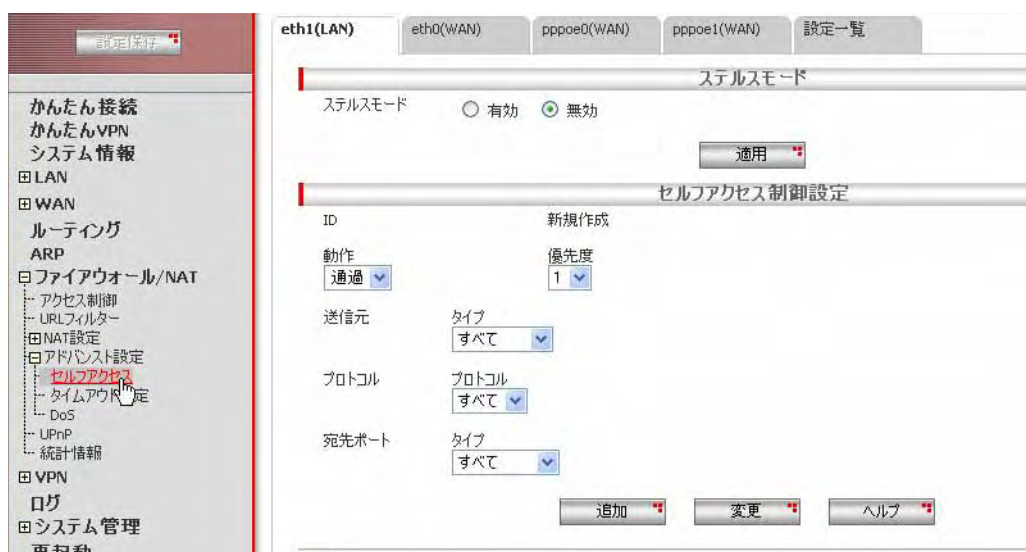 設定保存
かんたん接続
かんたんVPN
システム情報
LAN
WAN
ルーティング
ARP
ファイアウォール/NAT
アクセス制御
URLフィルター
NAT設定
アドバンスト設定
セルフアクセス
タイムアウト設定
DoS
UPnP
統計情報
VPN
ログ
システム管理
再起動
eth1(LAN) eth0(WAN) pppoe0(WAN) pppoe1(WAN) 設定一覧
ステルスモード
ステルスモード 有効 無効
適用
セルフアクセス制御設定
ID 新規作成
動作 優先度
通過 1
送信元 タイプ
すべて
プロトコル プロトコル
すべて
宛先ポート タイプ
すべて
追加 変更 ヘルプ